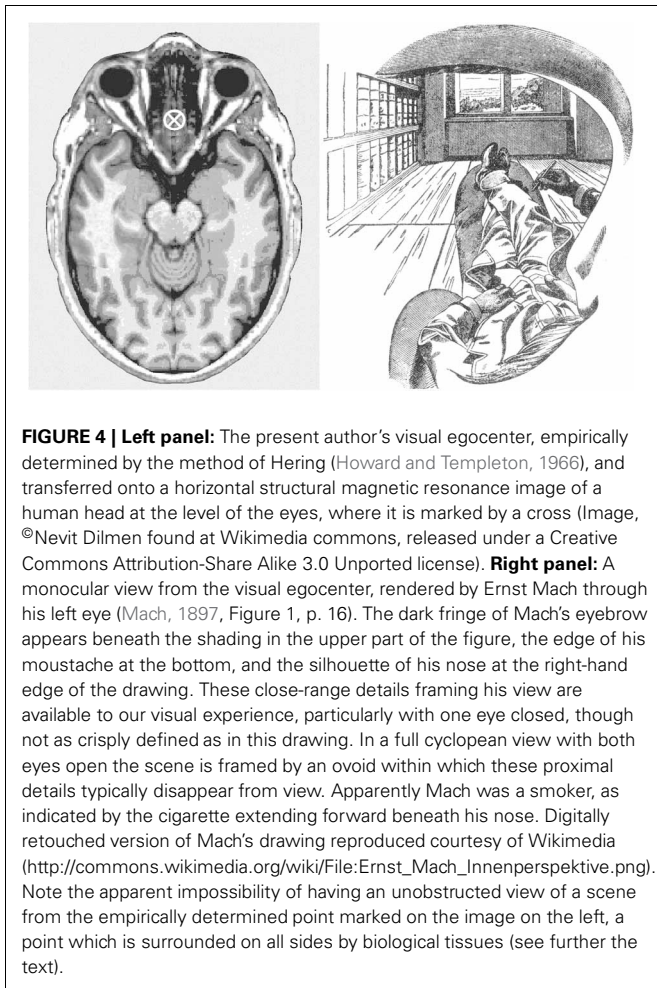 FIGURE 4 | Left panel: The present author's visual egocenter, empirically
determined by the method of Hering (Howard and Templeton, 1966), and
transferred onto a horizontal structural magnetic resonance image of a
human head at the level of the eyes, where it is marked by a cross (Image,
©Nevit Dilmen found at Wikimedia commons, released under a Creative
Commons Attribution-Share Alike 3.0 Unported license). Right panel: A
monocular view from the visual egocenter, rendered by Ernst Mach through
his left eye (Mach, 1897, Figure 1, p. 16). The dark fringe of Mach's eyebrow
appears beneath the shading in the upper part of the figure, the edge of his
moustache at the bottom, and the silhouette of his nose at the right-hand
edge of the drawing. These close-range details framing his view are
available to our visual experience, particularly with one eye closed, though
not as crisply defined as in this drawing. In a full cyclopean view with both
eyes open the scene is framed by an ovoid within which these proximal
details typically disappear from view. Apparently Mach was a smoker, as
indicated by the cigarette extending forward beneath his nose. Digitally
retouched version of Mach's drawing reproduced courtesy of Wikimedia
(http://commons.wikimedia.org/wiki/File:Ernst_Mach_Innenperspektive.png).
Note the apparent impossibility of having an unobstructed view of a scene
from the empirically determined point marked on the image on the left, a
point which is surrounded on all sides by biological tissues (see further the
text).